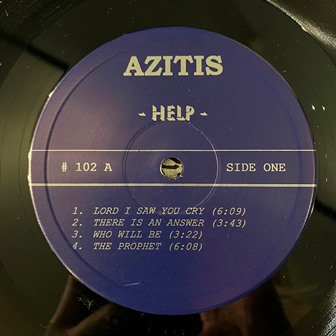 AZITIS
- HELP -
# 102 A SIDE ONE
1. LORD I SAW YOU CRY (6:09)
2. THERE IS AN ANSWER (3:43)
3. WHO WILL BE (3:22)
4. THE PROPHET (6:08)